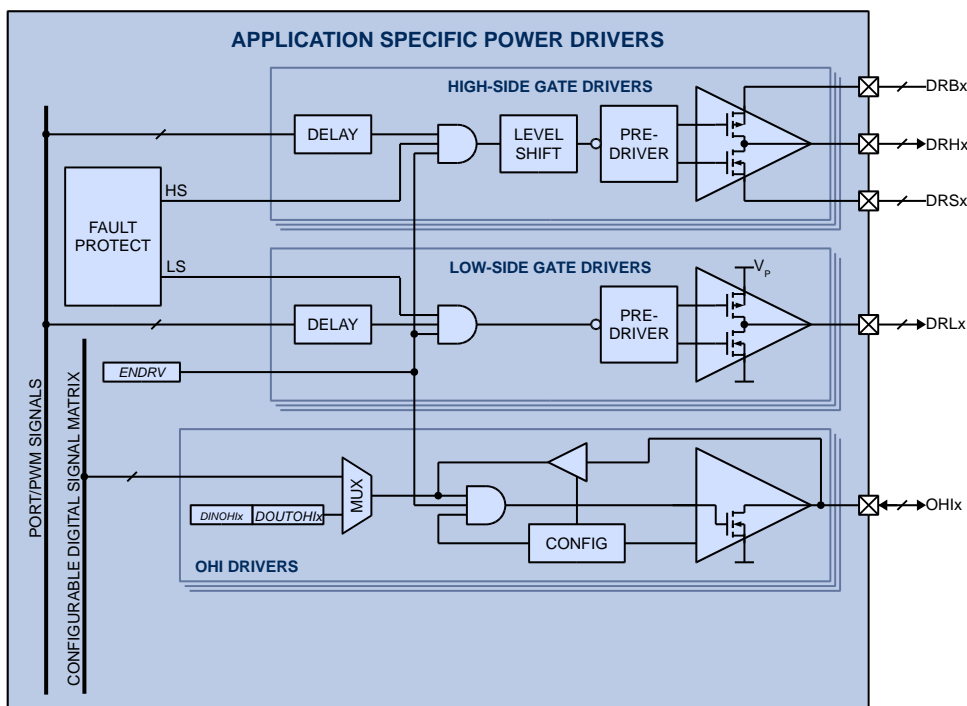 APPLICATION SPECIFIC POWER DRIVERS
HIGH-SIDE GATE DRIVERS
DRBx
DELAY
LEVEL
SHIFT
PRE-
DRIVER
DRHx
HS
DRSx
FAULT
PROTECT
LOW-SIDE GATE DRIVERS
VP
LS
DELAY
PRE-
DRIVER
DRLx
ENDRV
PORT/PWM SIGNALS
CONFIGURABLE DIGITAL SIGNAL MATRIX
MUX
DINOHIx
DOUTOHIx
OHIx
CONFIG
OHI DRIVERS